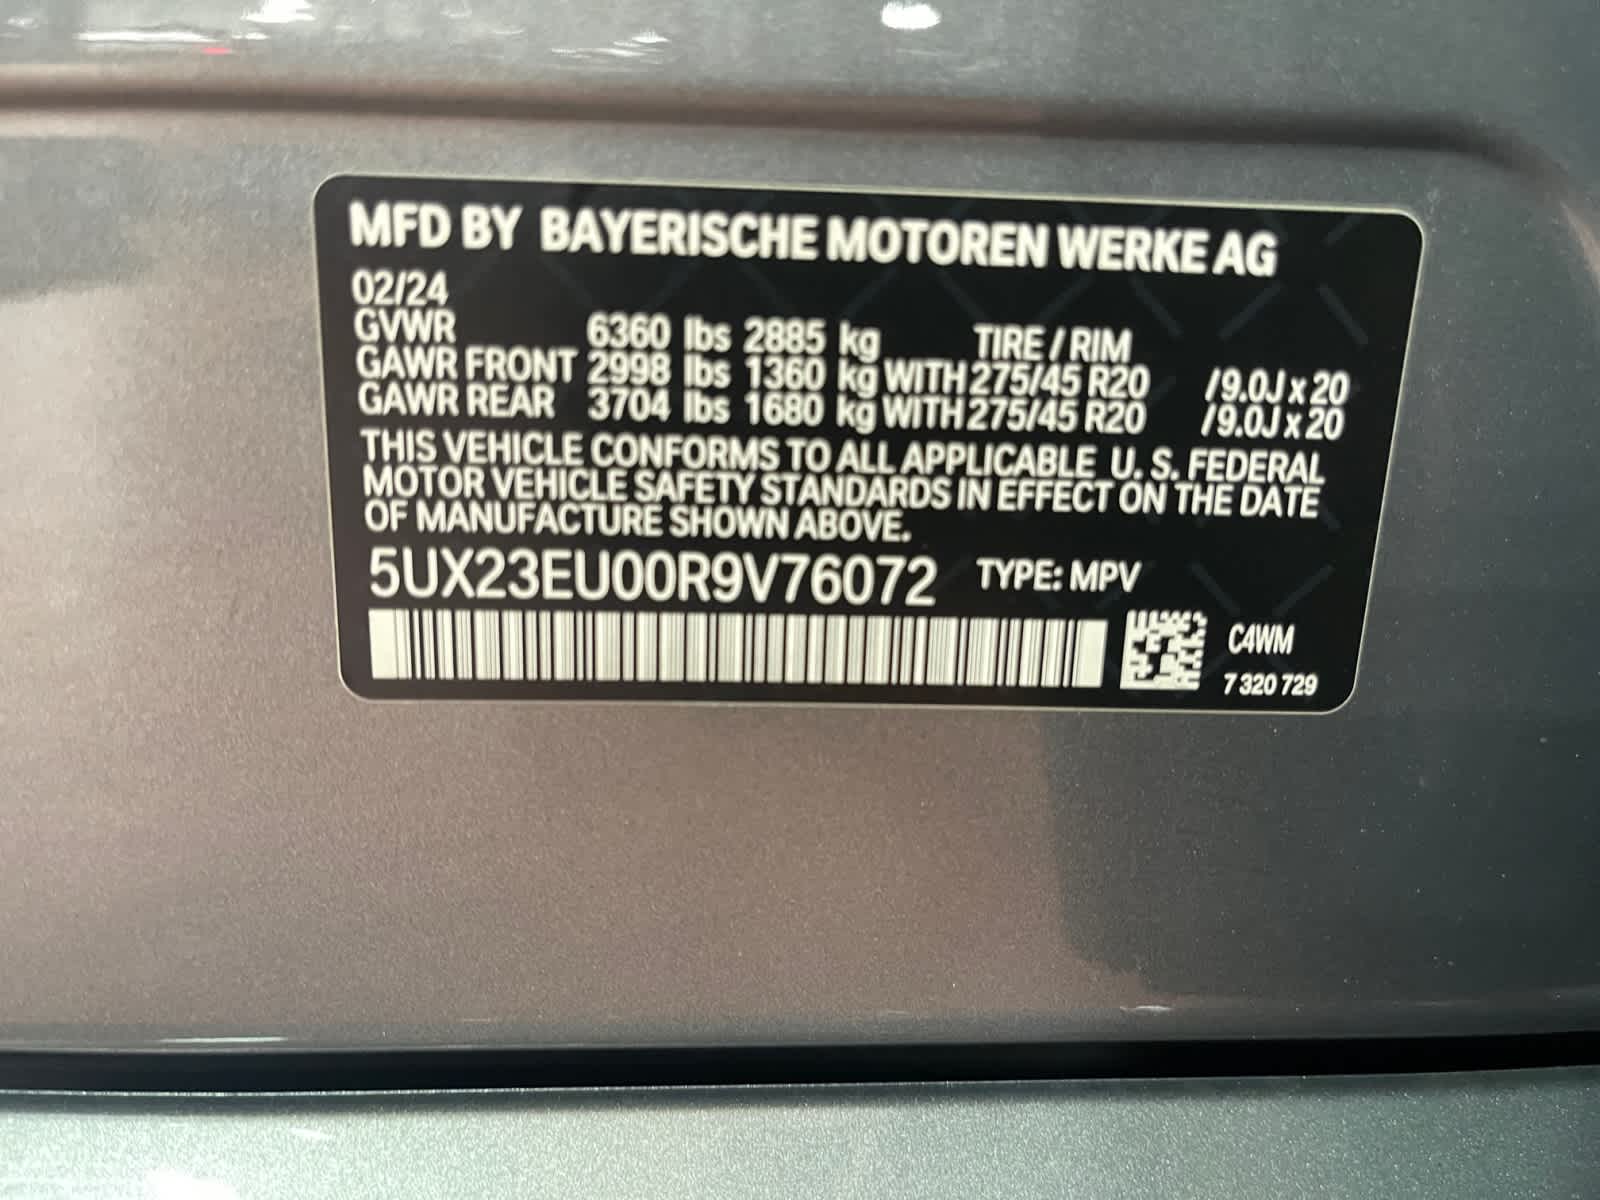 MFD BY BAYERISCHE MOTOREN WERKE AG
02/24
GVWR 6360 lbs 2885 kg TIRE / RIM
GAWR FRONT 2998 lbs 1360 kg WITH 275/45 R20 /9.0J x 20
GAWR REAR 3704 lbs 1680 kg WITH 275/45 R20 /9.0J x 20
THIS VEHICLE CONFORMS TO ALL APPLICABLE U. S. FEDERAL
MOTOR VEHICLE SAFETY STANDARDS IN EFFECT ON THE DATE
OF MANUFACTURE SHOWN ABOVE.
5UX23EU00R9V76072 TYPE: MPV
C4WM
7 320 729